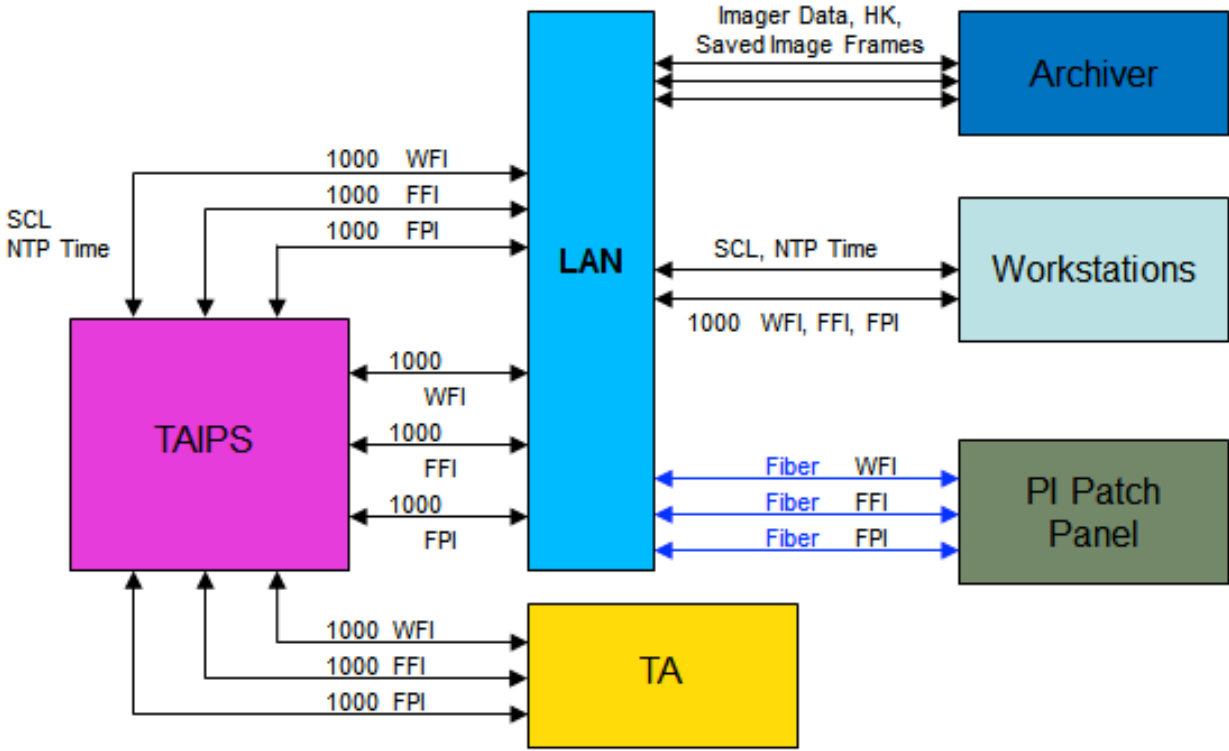 Imager Data, HK,
Saved Image Frames
Archiver
1000 WFI
1000 FFI
1000 FPI
SCL
NTP Time
LAN
SCL, NTP Time
1000 WFI, FFI, FPI
Workstations
TAIPS
1000
WFI
1000
FFI
1000
FPI
Fiber WFI
Fiber FFI
Fiber FPI
PI Patch
Panel
1000 WFI
1000 FFI
1000 FPI
TA